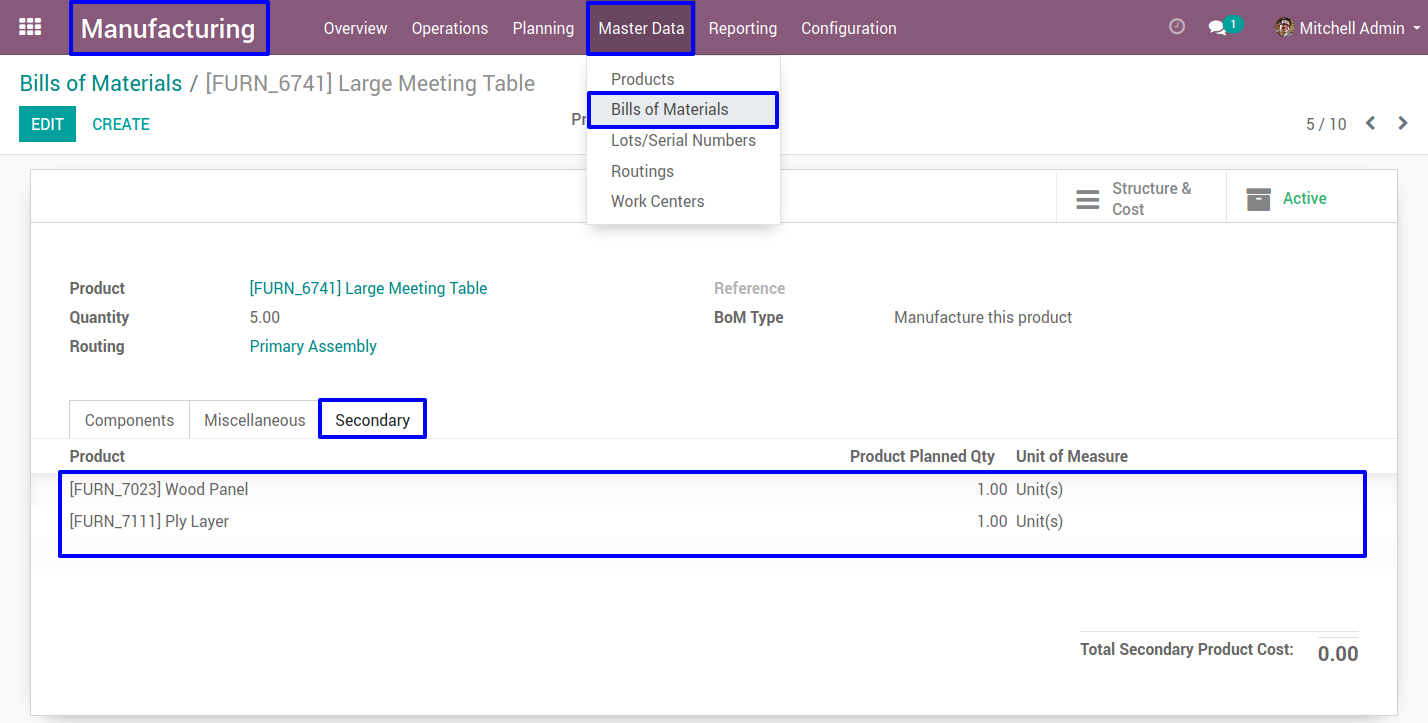 Manufacturing Overview Operations Planning Master Data Reporting Configuration 1 Mitchell Admin
Bills of Materials / [FURN_6741] Large Meeting Table
Products
Bills of Materials
Lots/Serial Numbers
Routings
Work Centers
EDIT CREATE Pr 5 / 10
Structure &
Cost
Active
Product [FURN_6741] Large Meeting Table Reference
Quantity 5.00 BoM Type Manufacture this product
Routing Primary Assembly
Components Miscellaneous Secondary
Product Product Planned Qty Unit of Measure
[FURN_7023] Wood Panel 1.00 Unit(s)
[FURN_7111] Ply Layer 1.00 Unit(s)
Total Secondary Product Cost: 0.00